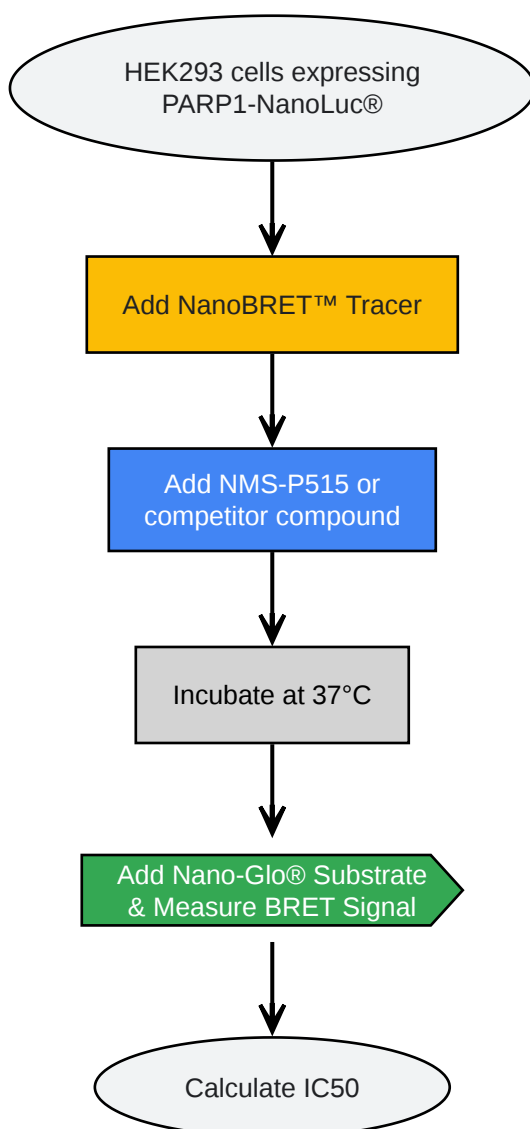 HEK293 cells expressing
PARP1-NanoLuc®
Add NanoBRET™ Tracer
Add NMS-P515 or
competitor compound
Incubate at 37°C
Add Nano-Glo® Substrate
& Measure BRET Signal
Calculate IC50